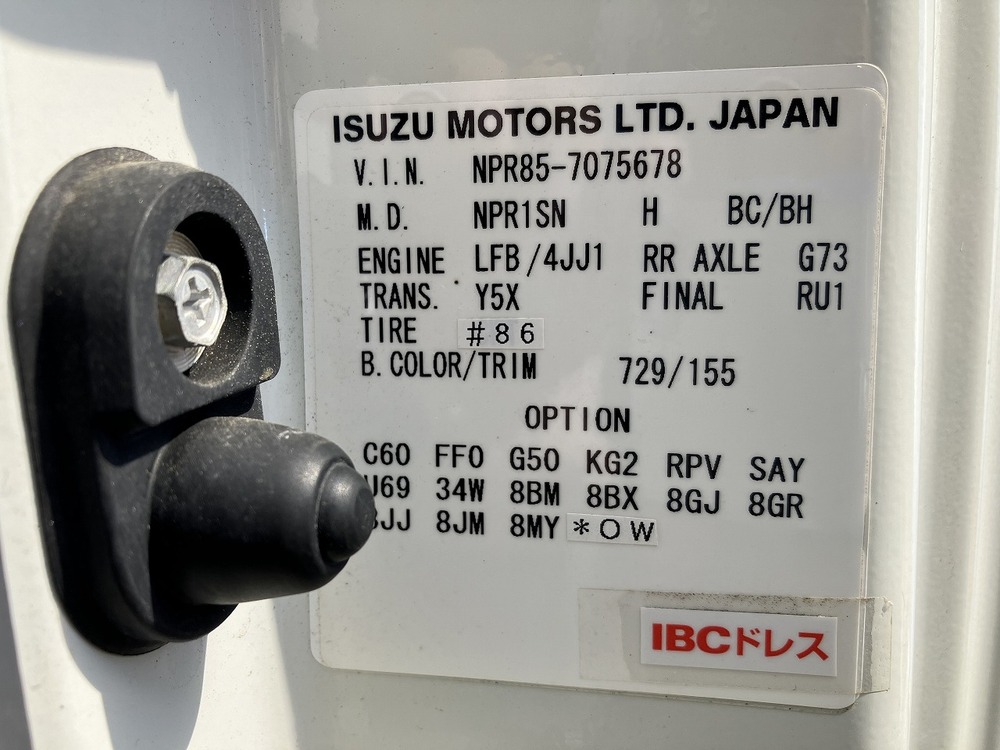 ISUZU MOTORS LTD. JAPAN
V.I.N. NPR85-7075678
M.D. NPR1SN H BC/BH
ENGINE LFB/4JJ1 RR AXLE G73
TRANS. Y5X FINAL RU1
TIRE #86
B.COLOR/TRIM 729/155
OPTION
C60 FF0 G50 KG2 RPV SAY
34W 8BM 8BX 8GJ 8GR
8JM 8MY *OW
IBCドレス